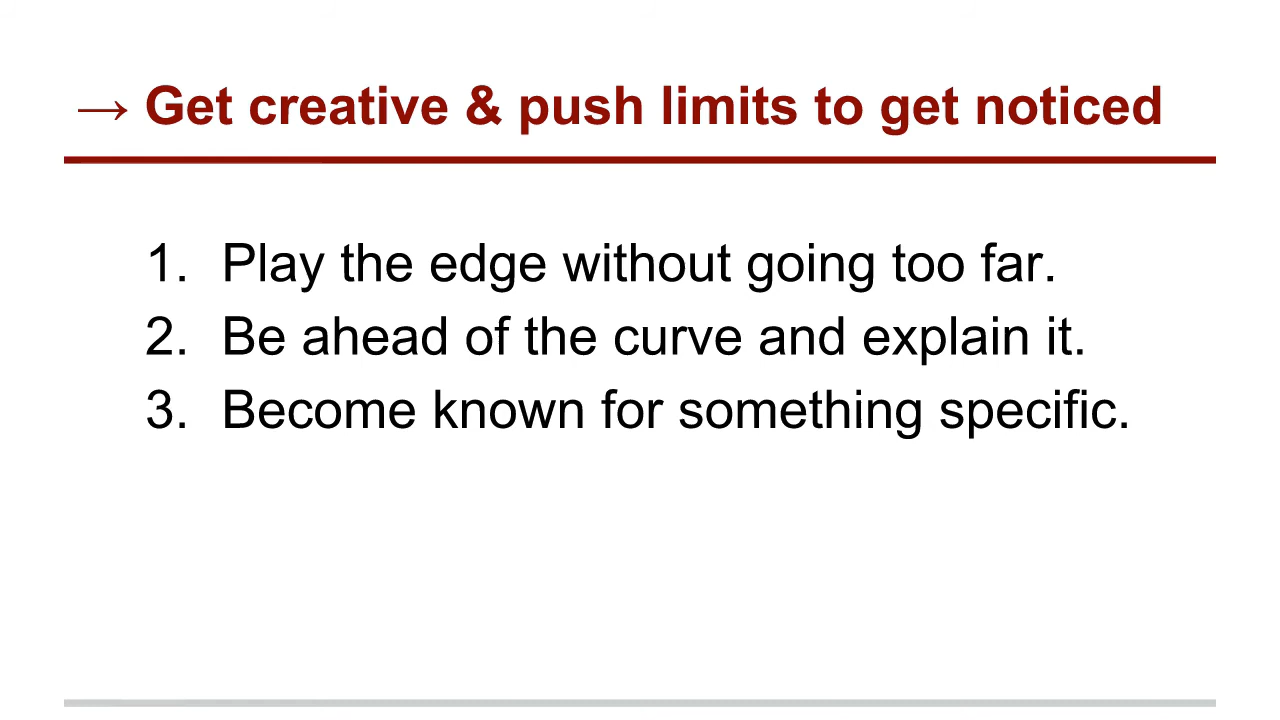 → Get creative & push limits to get noticed
1. Play the edge without going too far.
2. Be ahead of the curve and explain it.
3. Become known for something specific.